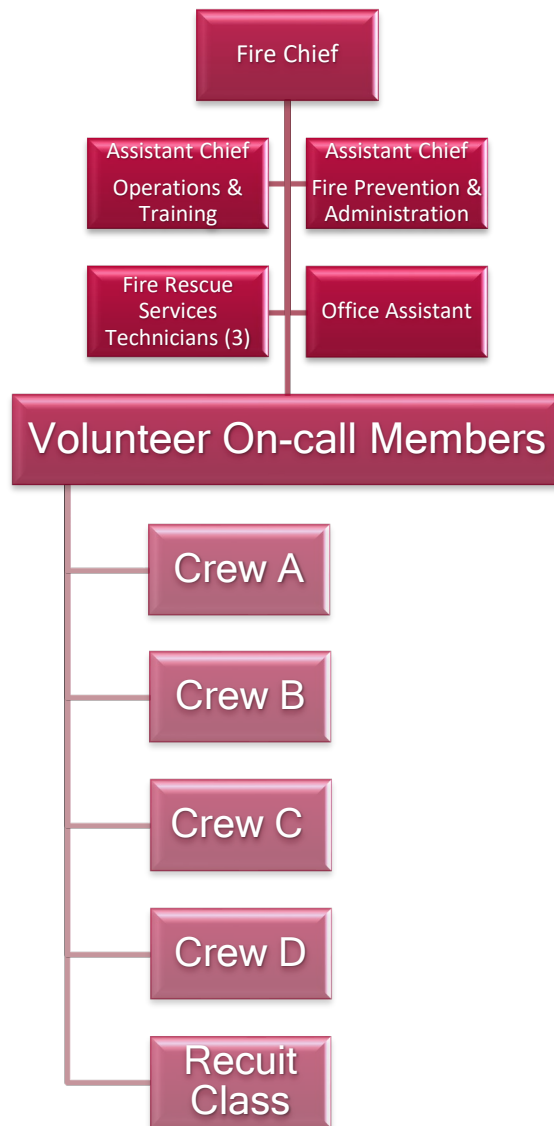 Fire Chief
Assistant Chief
Operations &
Training
Assistant Chief
Fire Prevention &
Administration
Fire Rescue
Services
Technicians (3)
Office Assistant
Volunteer On-call Members
Crew A
Crew B
Crew C
Crew D
Recuit
Class